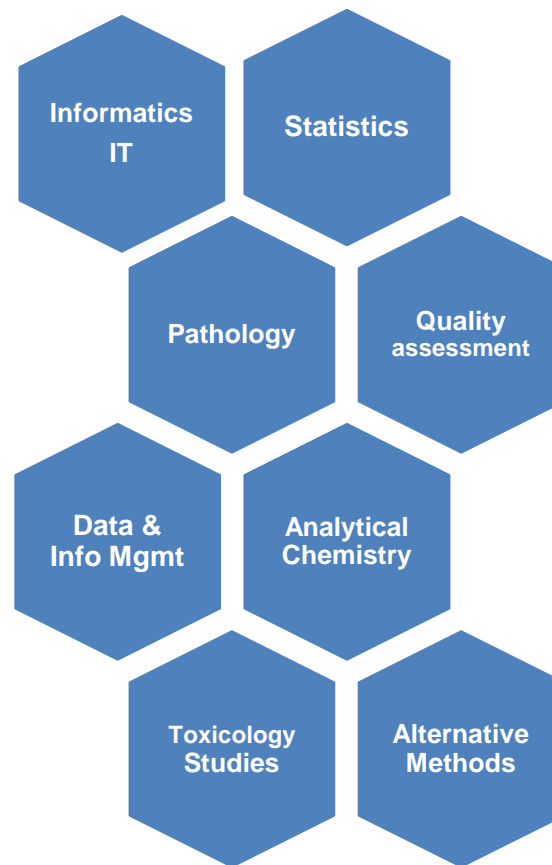 Informatics
IT
Statistics
Pathology
Quality
assessment
Data &
Info Mgmt
Analytical
Chemistry
Toxicology
Studies
Alternative
Methods